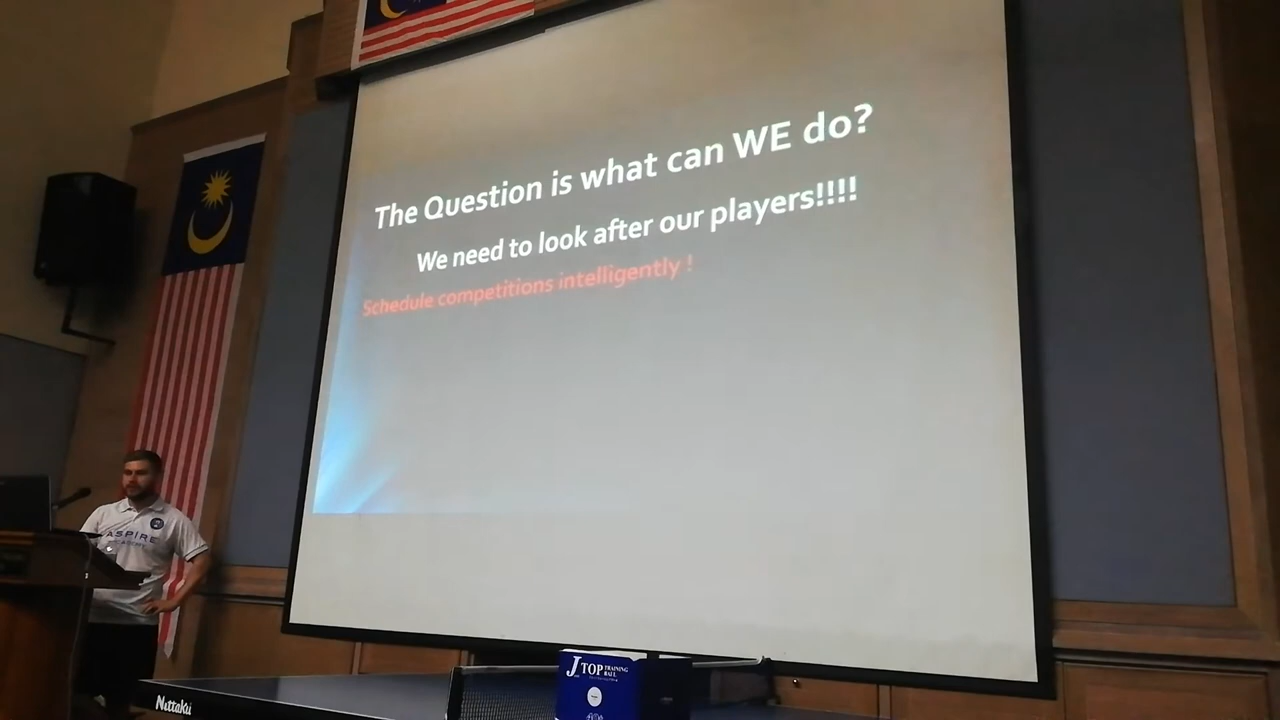 The Question is what can WE do?
We need to look after our players!!!!
Schedule competitions intelligently !
ASPIRE
J TOP TRAINING
BALL
Nittaku